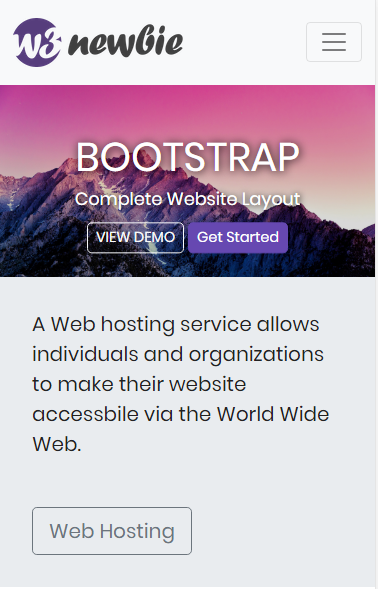 w3 newbie
BOOTSTRAP
Complete Website Layout
VIEW DEMO Get Started
A Web hosting service allows
individuals and organizations
to make their website
accessbile via the World Wide
Web.
Web Hosting